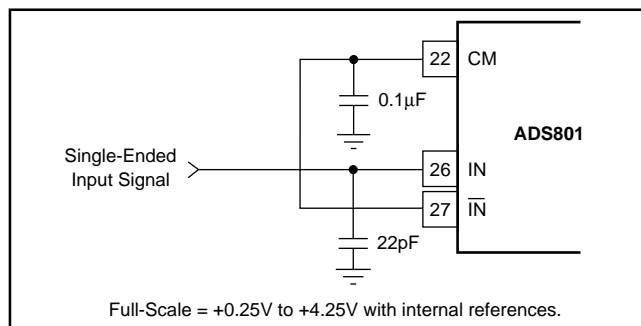 22 CM
0.1µF
ADS801
Single-Ended
Input Signal
26 IN
27 I̅N̅
22pF
Full-Scale = +0.25V to +4.25V with internal references.